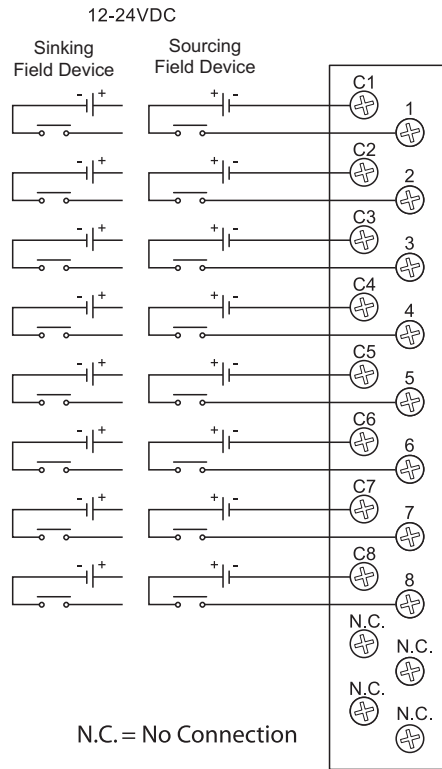 12-24VDC
Sinking
Field Device
Sourcing
Field Device
- +
+ -
C1
1
- +
+ -
C2
2
- +
+ -
C3
3
- +
+ -
C4
4
- +
+ -
C5
5
- +
+ -
C6
6
- +
+ -
C7
7
- +
+ -
C8
8
N.C.
N.C.
N.C.
N.C.
N.C. = No Connection